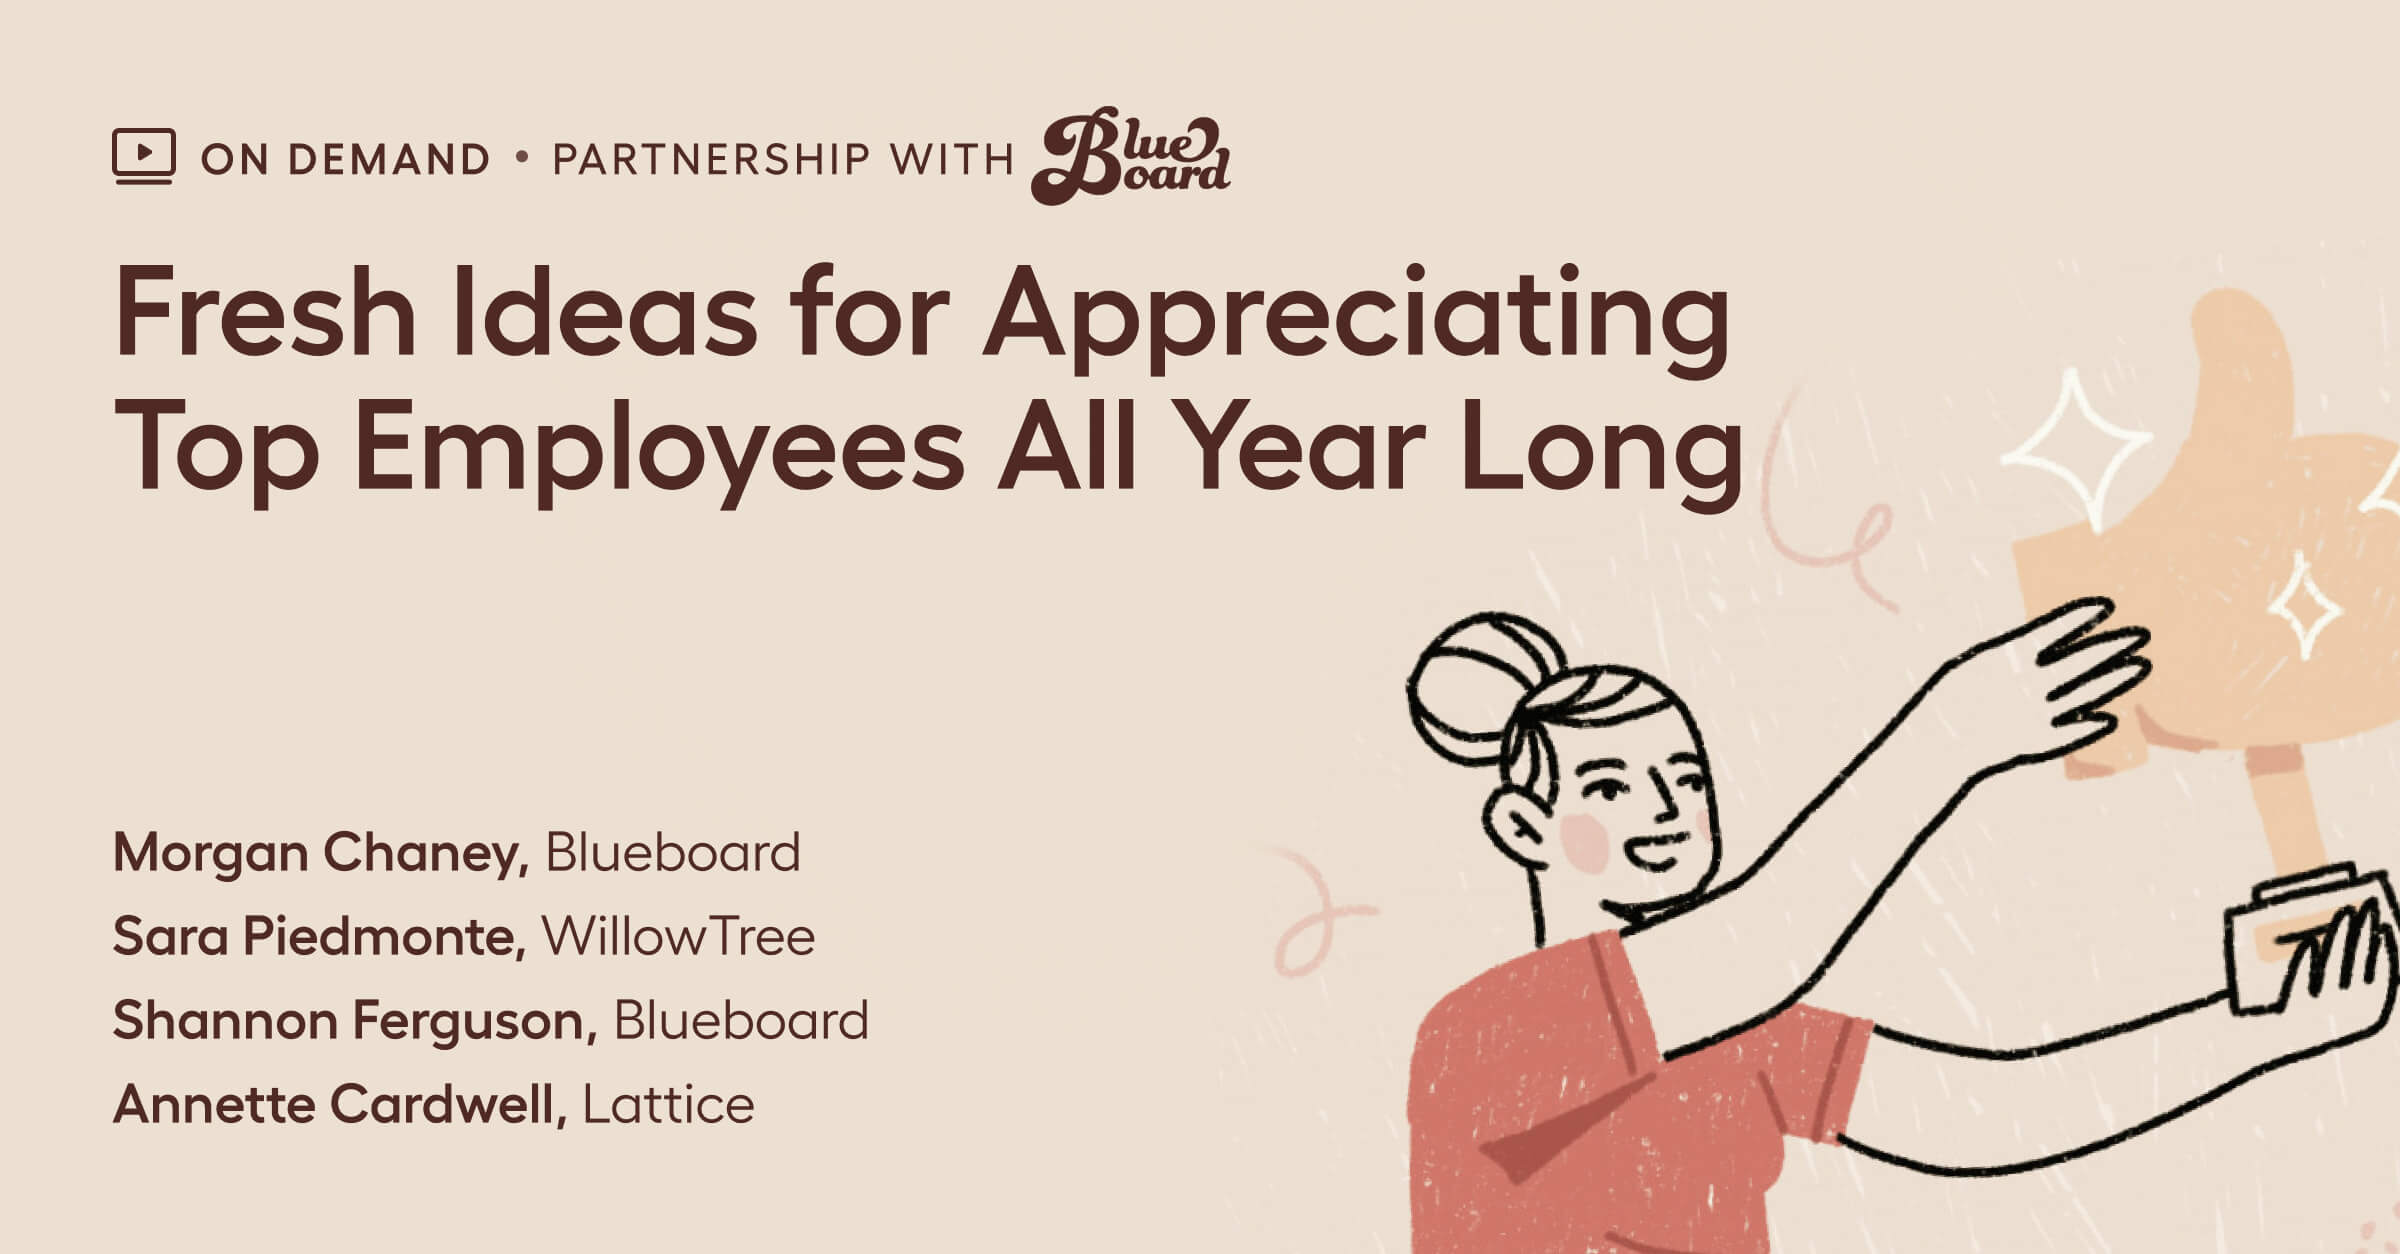 ON DEMAND • PARTNERSHIP WITH Blue Board
Fresh Ideas for Appreciating
Top Employees All Year Long
Morgan Chaney, Blueboard
Sara Piedmonte, WillowTree
Shannon Ferguson, Blueboard
Annette Cardwell, Lattice